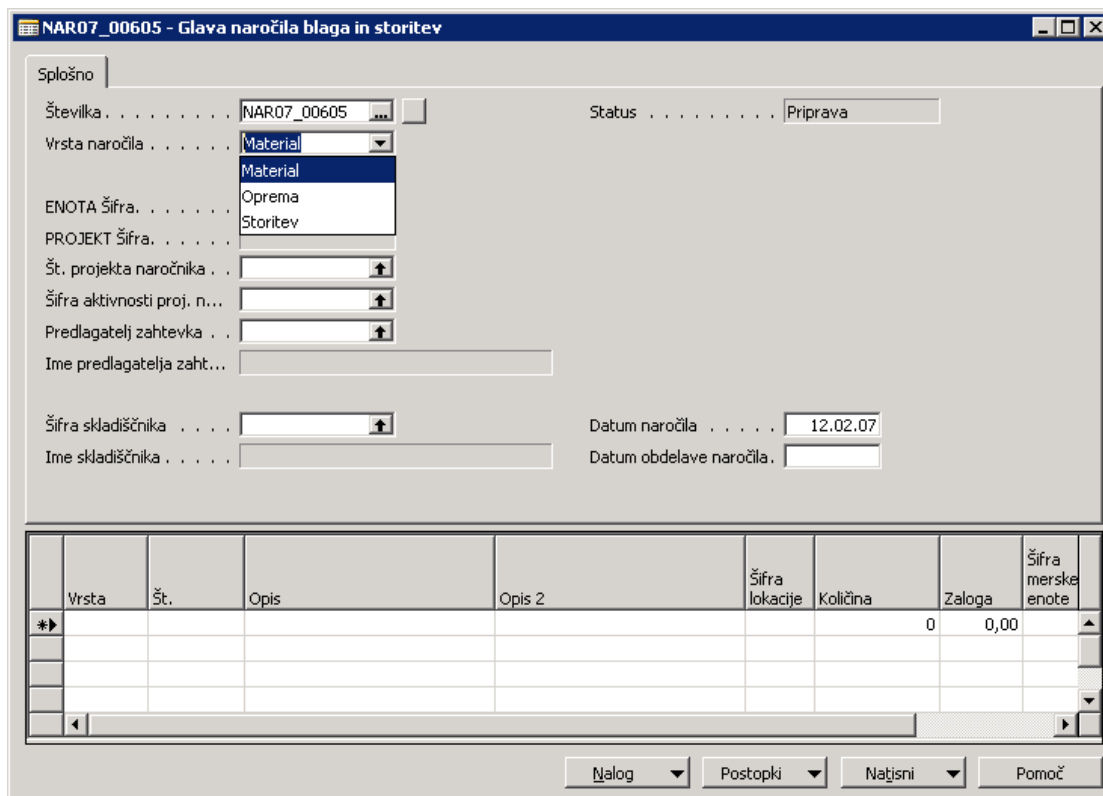 NAR07_00605 - Glava naročila blaga in storitev
Splošno
Številka . . . . . . . . . NAR07_00605 ...
Status . . . . . . . . . Priprava
Vrsta naročila . . . . . . Material
Material
Oprema
Storitev
ENOTA Šifra. . . . . . .
PROJEKT Šifra. . . . . .
Št. projekta naročnika . .
Šifra aktivnosti proj. n...
Predlagatelj zahtevka . .
Ime predlagatelja zaht...
Šifra skladiščnika . . . .
Datum naročila . . . . . 12.02.07
Ime skladiščnika . . . . .
Datum obdelave naročila .
Vrsta Št. Opis Opis 2 Šifra lokacije Količina Zaloga Šifra merske enote
0 0,00
Nalog Postopki Natisni Pomoč